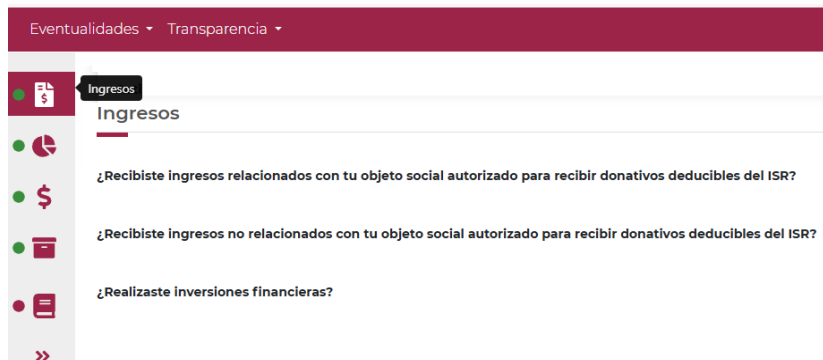 Eventualidades Transparencia
Ingresos
Ingresos
¿Recibiste ingresos relacionados con tu objeto social autorizado para recibir donativos deducibles del ISR?
¿Recibiste ingresos no relacionados con tu objeto social autorizado para recibir donativos deducibles del ISR?
¿Realizaste inversiones financieras?